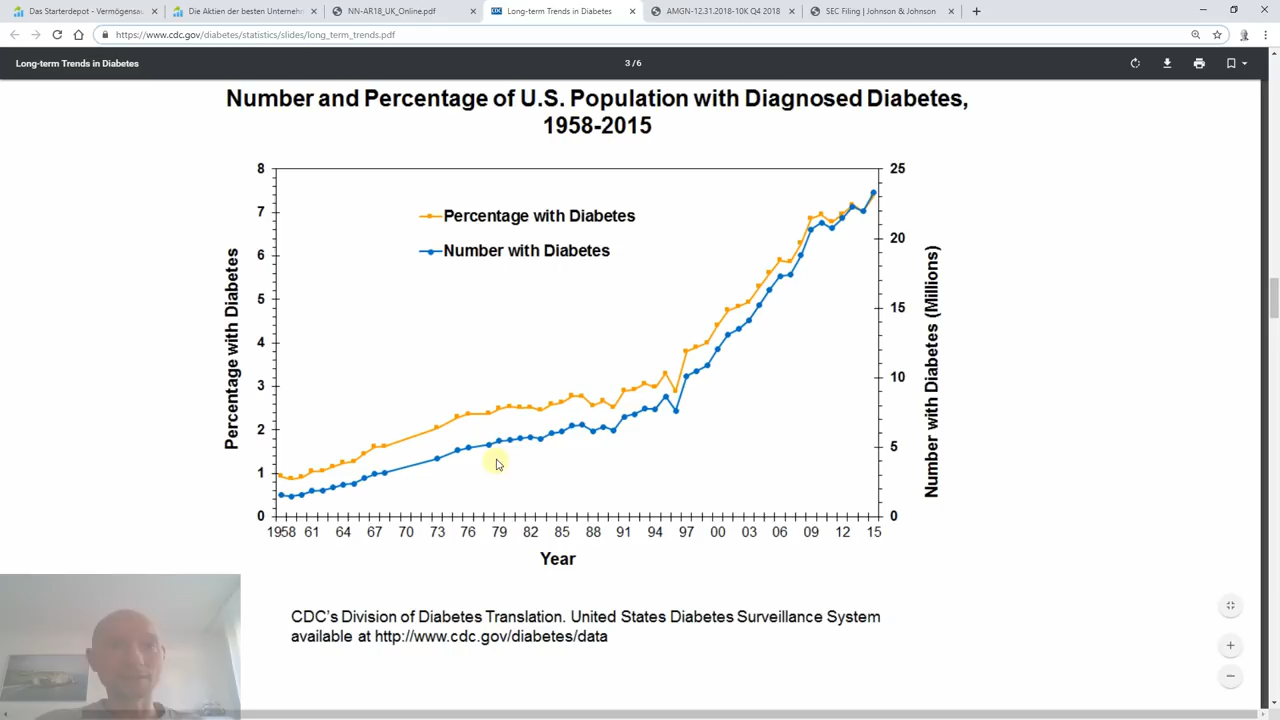 Das Starterdepot - Vermögensau
Die Aktien der besten Unternehm
NN-AR18_UK_Online.pdf
Long-term Trends in Diabetes
AMGN-12.31.2018-10K Q4 2018
SEC Filing | Johnson & Johnson
https://www.cdc.gov/diabetes/statistics/slides/long_term_trends.pdf
Long-term Trends in Diabetes
3 / 6
Number and Percentage of U.S. Population with Diagnosed Diabetes,
1958-2015
Percentage with Diabetes
8
7
6
5
4
3
2
1
0
Percentage with Diabetes
Number with Diabetes
25
20
15
10
5
0
Number with Diabetes (Millions)
1958 61 64 67 70 73 76 79 82 85 88 91 94 97 00 03 06 09 12 15
Year
CDC's Division of Diabetes Translation. United States Diabetes Surveillance System
available at http://www.cdc.gov/diabetes/data